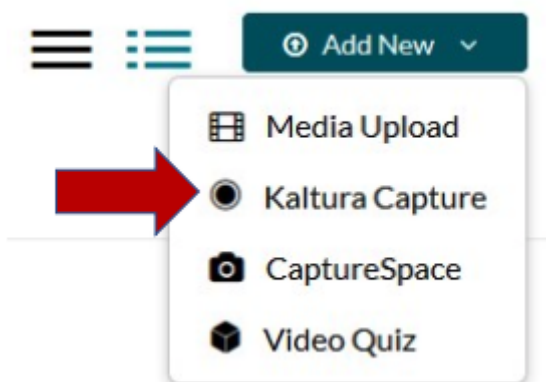 Add New
Media Upload
Kaltura Capture
CaptureSpace
Video Quiz